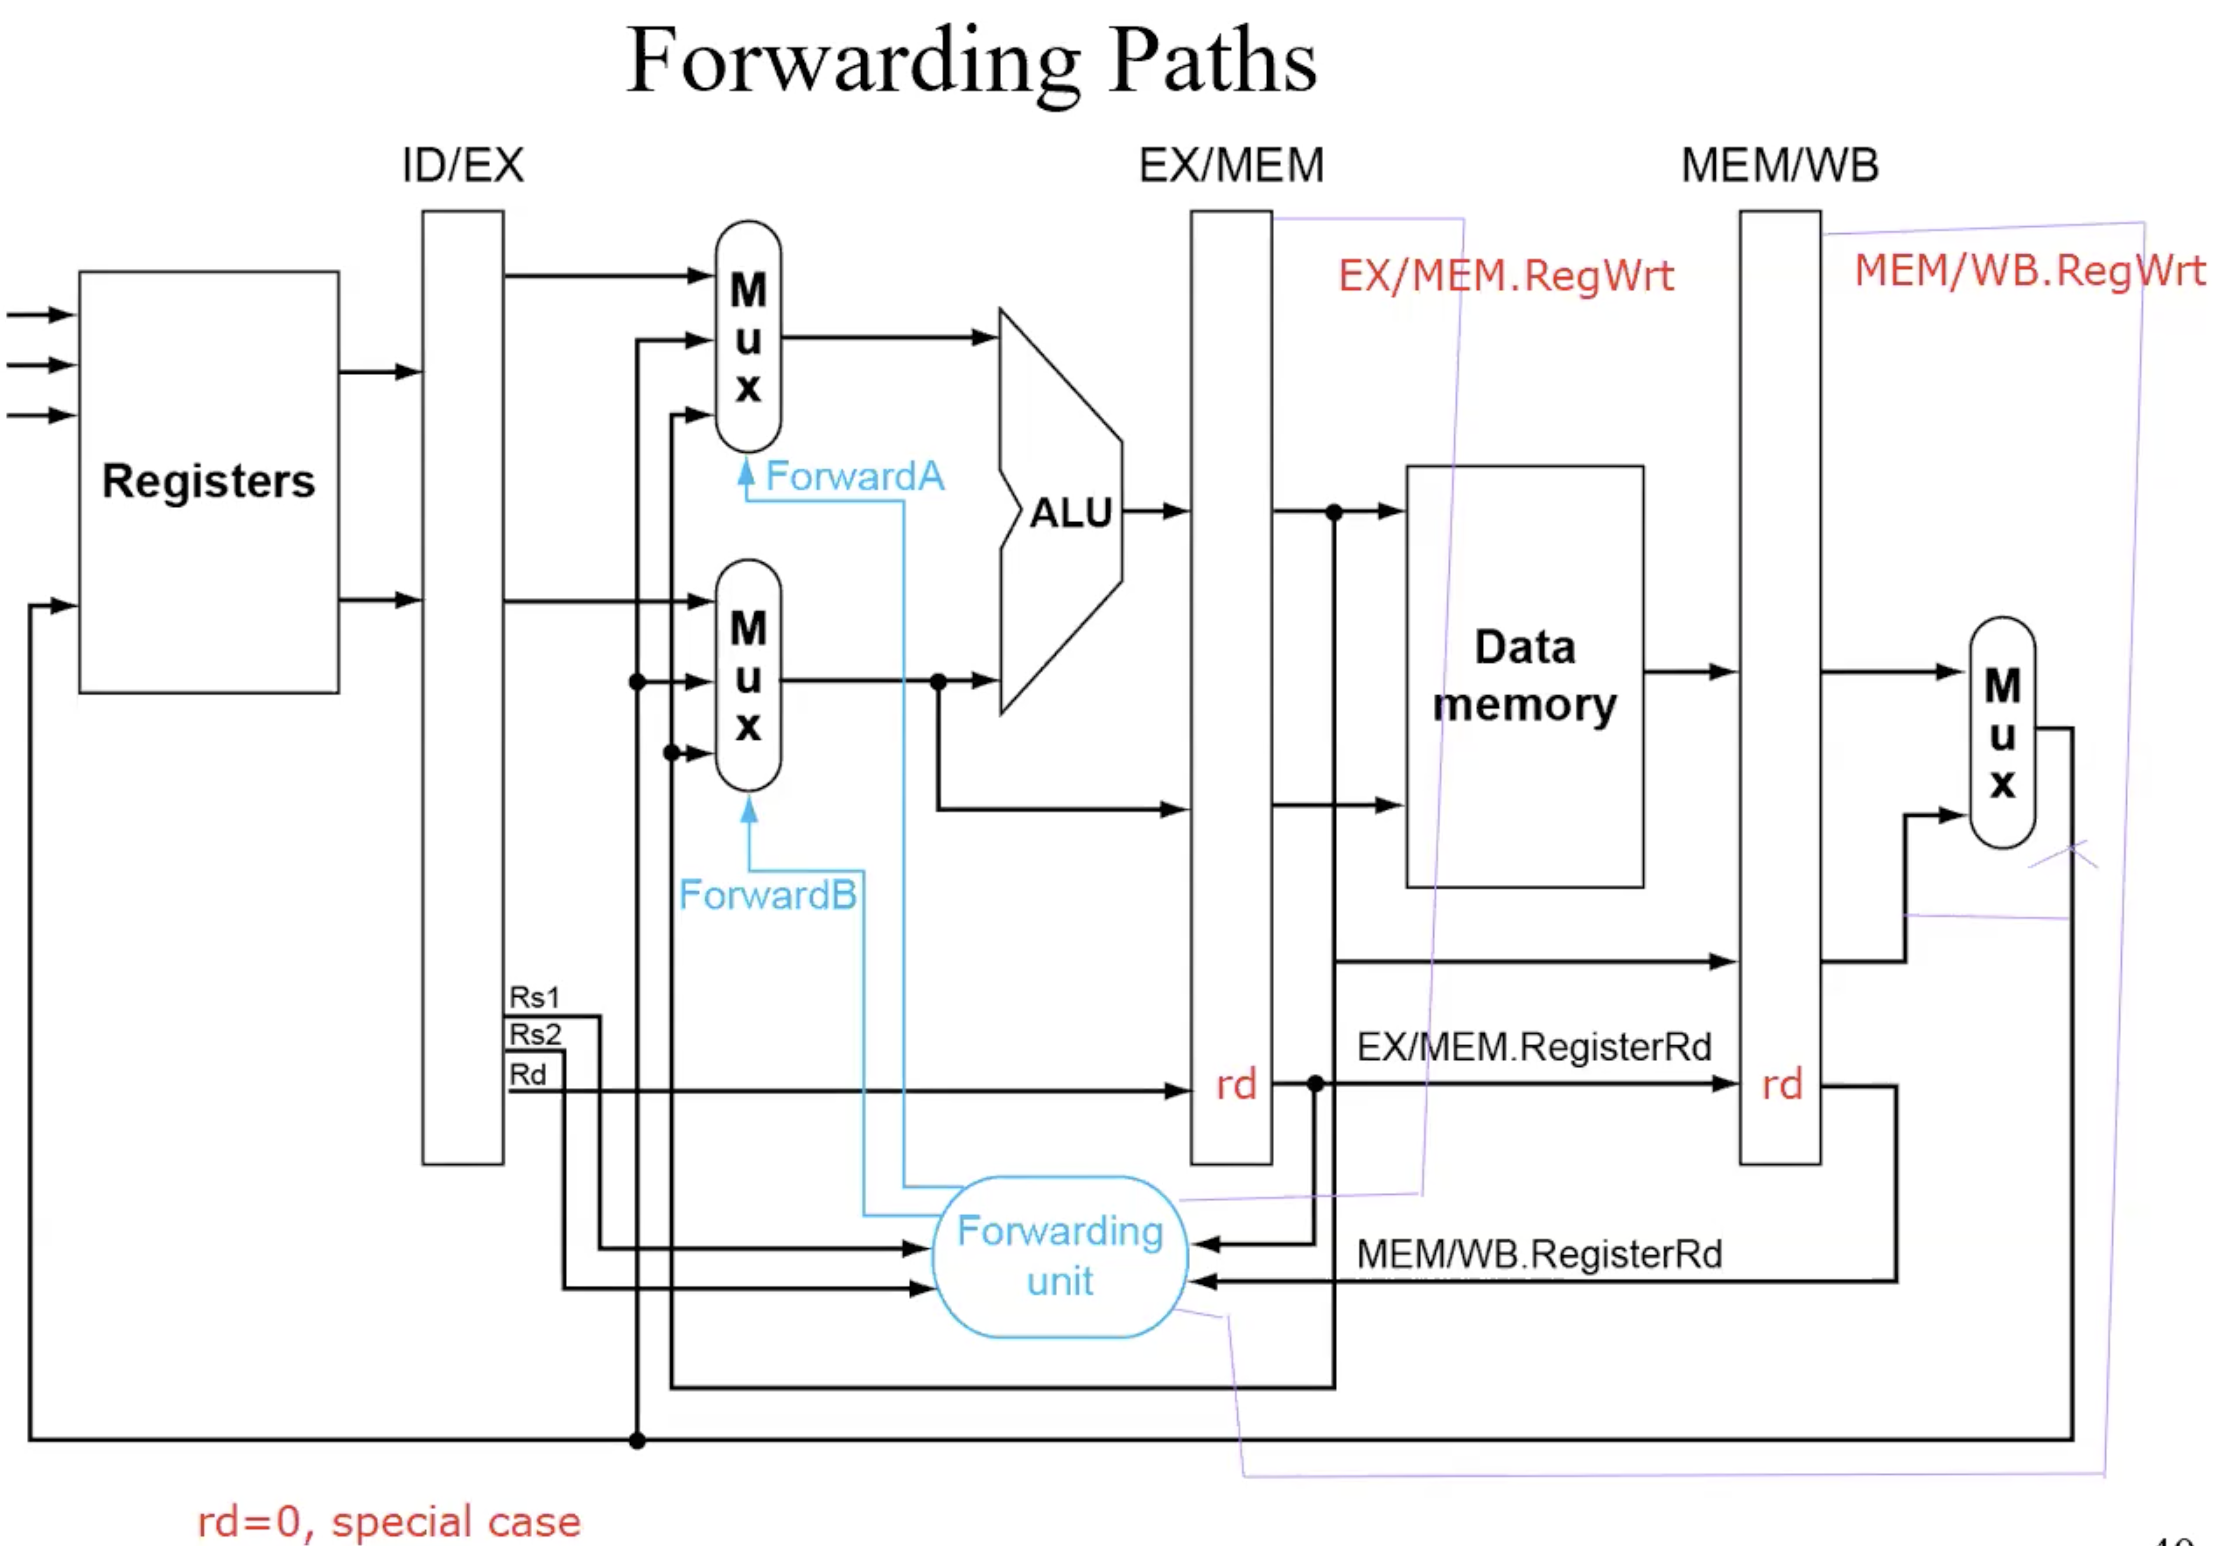 Forwarding Paths
ID/EX
EX/MEM
MEM/WB
EX/MEM.RegWrt
MEM/WB.RegWrt
Registers
M
u
x
ForwardA
ALU
M
u
x
ForwardB
Data
memory
M
u
x
Rs1
Rs2
Rd
EX/MEM.RegisterRd
rd
rd
Forwarding
unit
MEM/WB.RegisterRd
rd=0, special case